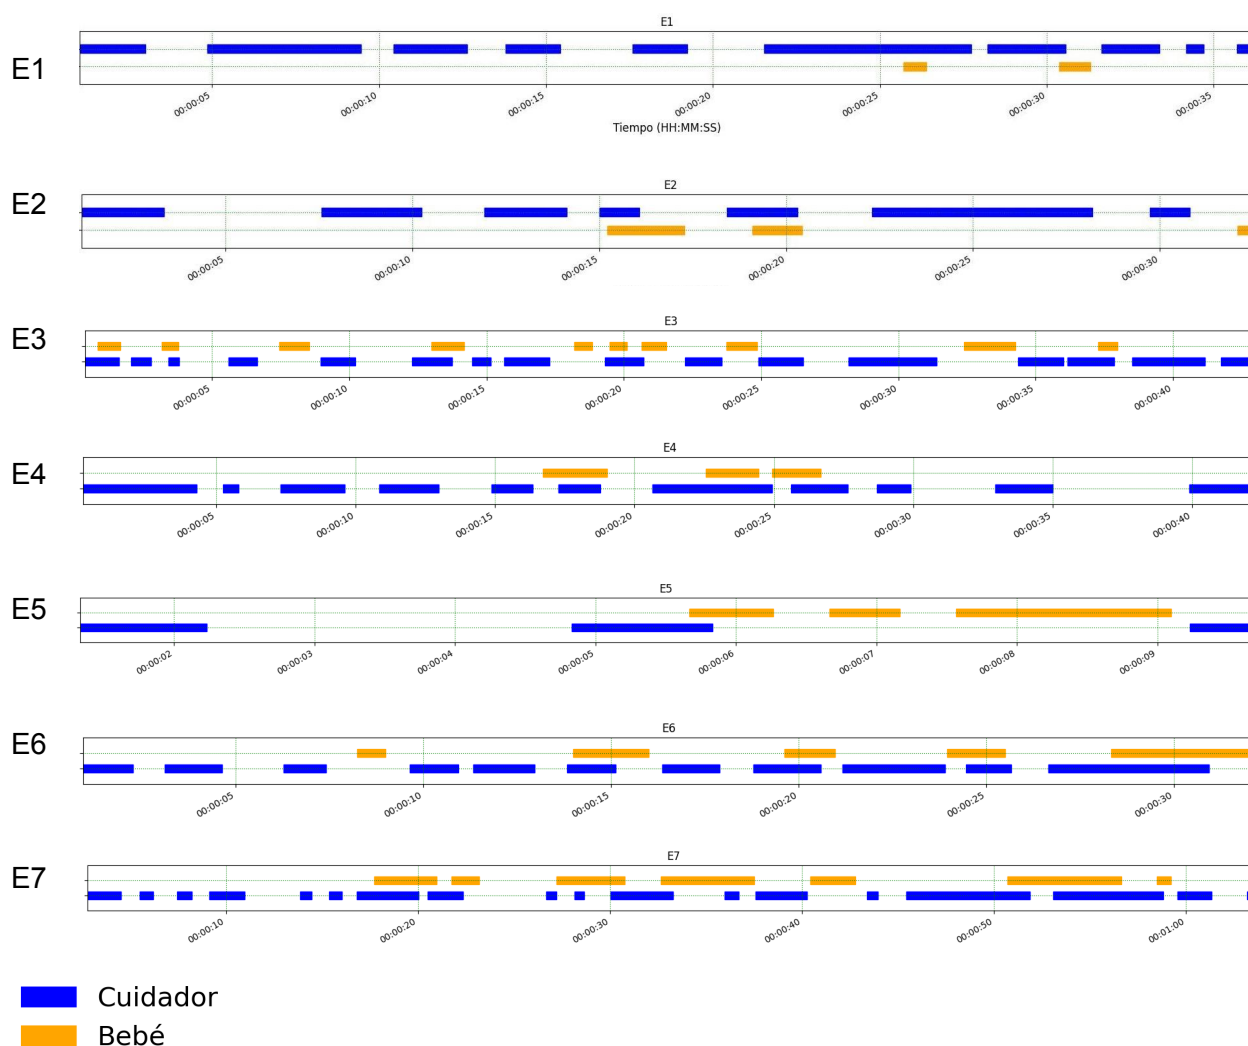 E1
E1
00:00:05 00:00:10 00:00:15 00:00:20 00:00:25 00:00:30 00:00:35
Tiempo (HH:MM:SS)
E2
E2
00:00:05 00:00:10 00:00:15 00:00:20 00:00:25 00:00:30
E3
E3
00:00:05 00:00:10 00:00:15 00:00:20 00:00:25 00:00:30 00:00:35 00:00:40
E4
E4
00:00:05 00:00:10 00:00:15 00:00:20 00:00:25 00:00:30 00:00:35 00:00:40
E5
E5
00:00:02 00:00:03 00:00:04 00:00:05 00:00:06 00:00:07 00:00:08 00:00:09
E6
E6
00:00:05 00:00:10 00:00:15 00:00:20 00:00:25 00:00:30
E7
E7
00:00:10 00:00:20 00:00:30 00:00:40 00:00:50 00:01:00
Cuidador
Bebé